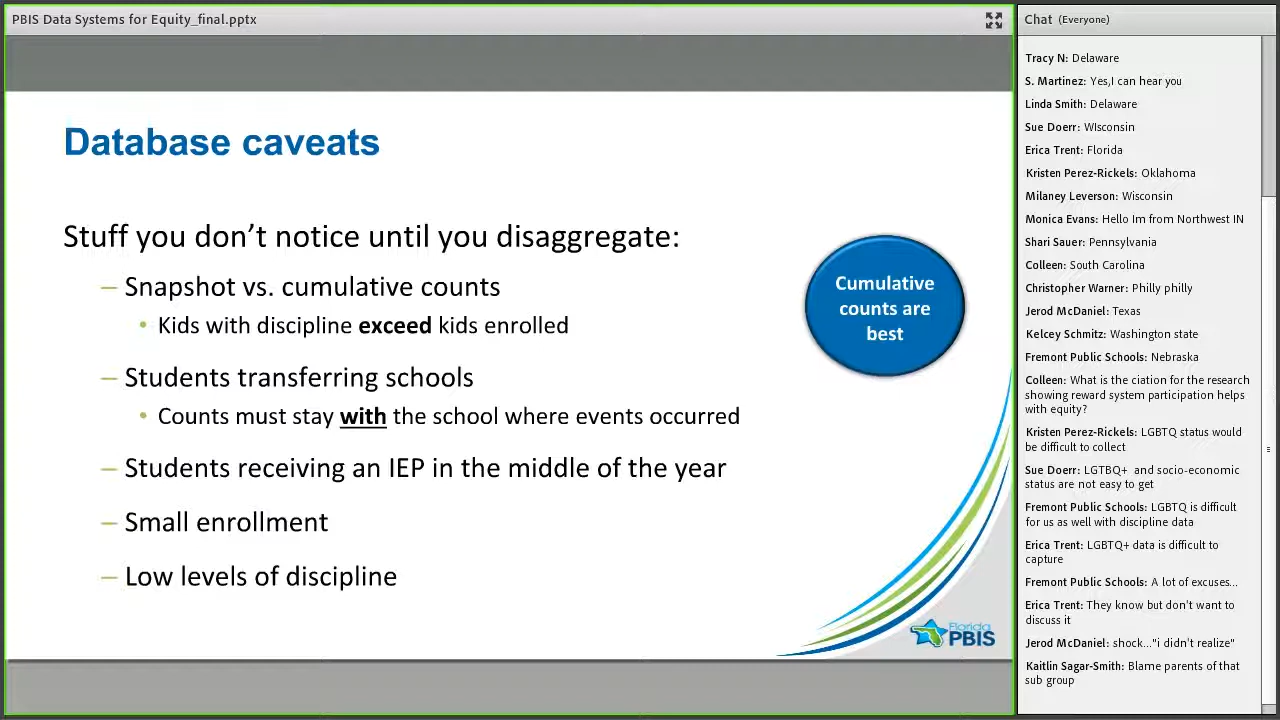 PBIS Data Systems for Equity_final.pptx
Database caveats
Stuff you don’t notice until you disaggregate:
– Snapshot vs. cumulative counts
• Kids with discipline exceed kids enrolled
– Students transferring schools
• Counts must stay with the school where events occurred
– Students receiving an IEP in the middle of the year
– Small enrollment
– Low levels of discipline
Cumulative
counts are
best
Florida
PBIS
Chat (Everyone)
Tracy N: Delaware
S. Martinez: Yes,I can hear you
Linda Smith: Delaware
Sue Doerr: WIsconsin
Erica Trent: Florida
Kristen Perez-Rickels: Oklahoma
Milaney Leverson: Wisconsin
Monica Evans: Hello Im from Northwest IN
Shari Sauer: Pennsylvania
Colleen: South Carolina
Christopher Warner: Philly philly
Jerod McDaniel: Texas
Kelcey Schmitz: Washington state
Fremont Public Schools: Nebraska
Colleen: What is the ciation for the research
showing reward system participation helps
with equity?
Kristen Perez-Rickels: LGBTQ status would
be difficult to collect
Sue Doerr: LGTBQ+ and socio-economic
status are not easy to get
Fremont Public Schools: LGBTQ is difficult
for us as well with discipline data
Erica Trent: LGBTQ+ data is difficult to
capture
Fremont Public Schools: A lot of excuses...
Erica Trent: They know but don't want to
discuss it
Jerod McDaniel: shock..."i didn't realize"
Kaitlin Sagar-Smith: Blame parents of that
sub group